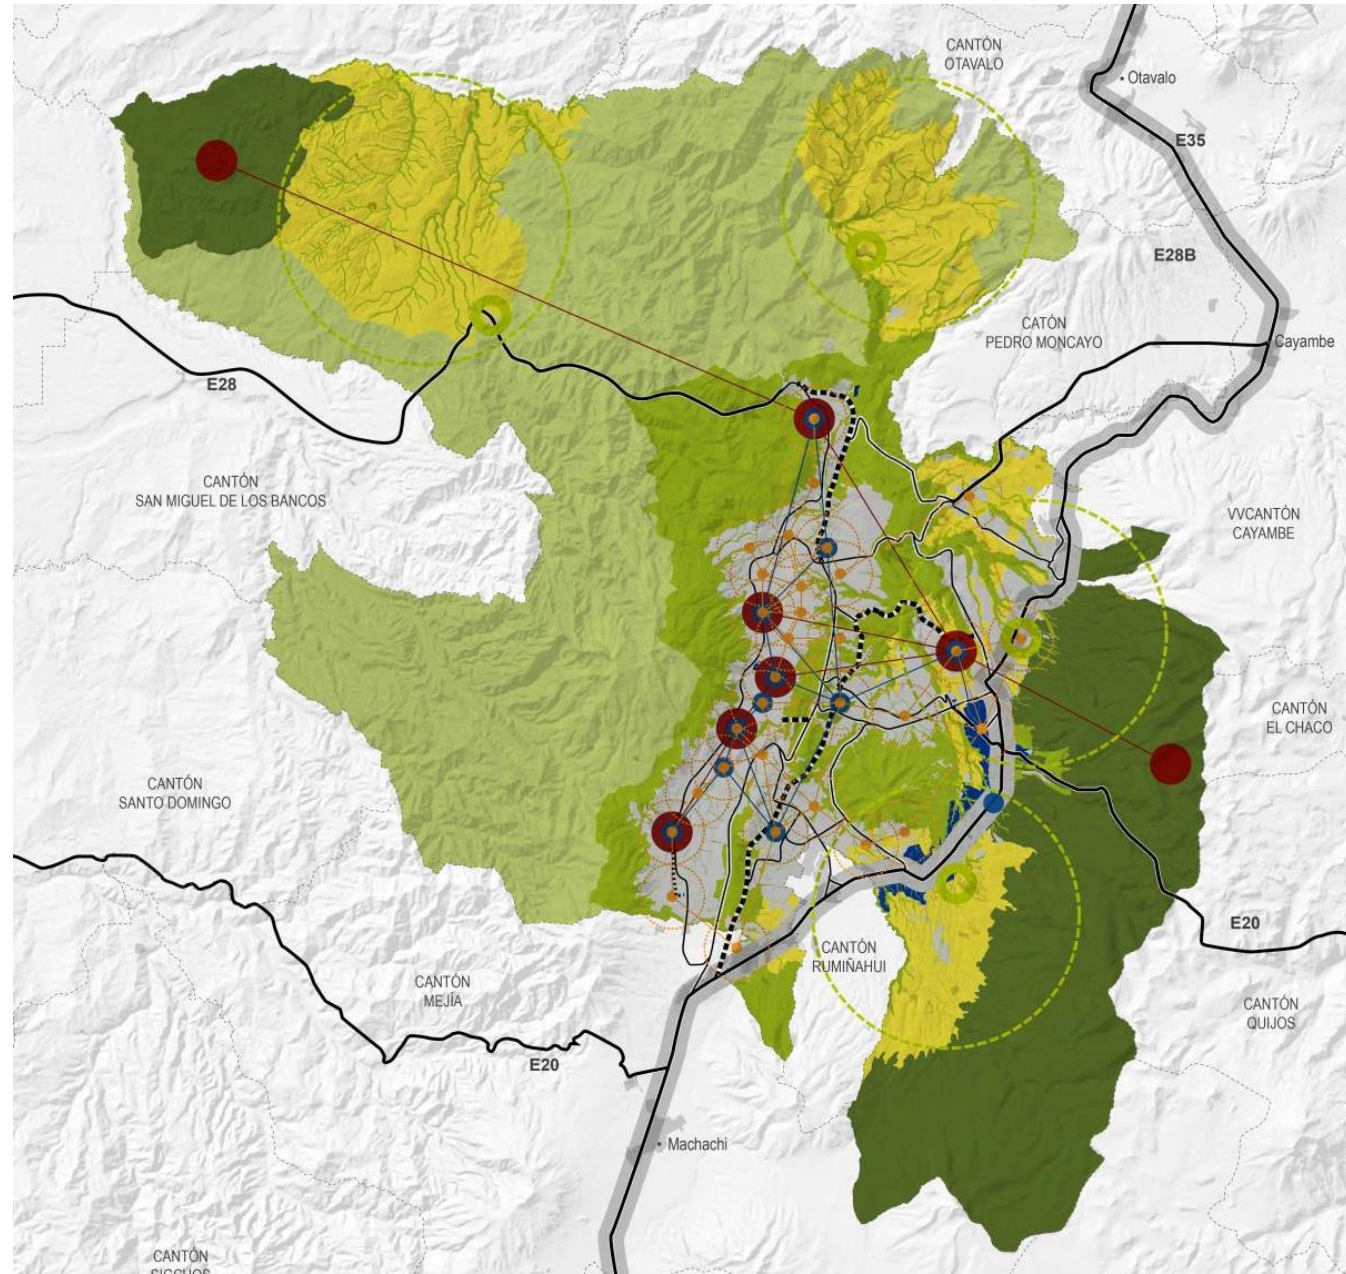 CANTÓN
OTAVALO
Otavalo
E35
E28B
CATÓN
PEDRO MONCAYO
Cayambe
E28
CANTÓN
SAN MIGUEL DE LOS BANCOS
VVCANTÓN
CAYAMBE
CANTÓN
EL CHACO
CANTÓN
SANTO DOMINGO
E20
CANTÓN
RUMIÑAHUI
CANTÓN
MEJÍA
CANTÓN
QUIJOS
E20
Machachi
CANTÓN